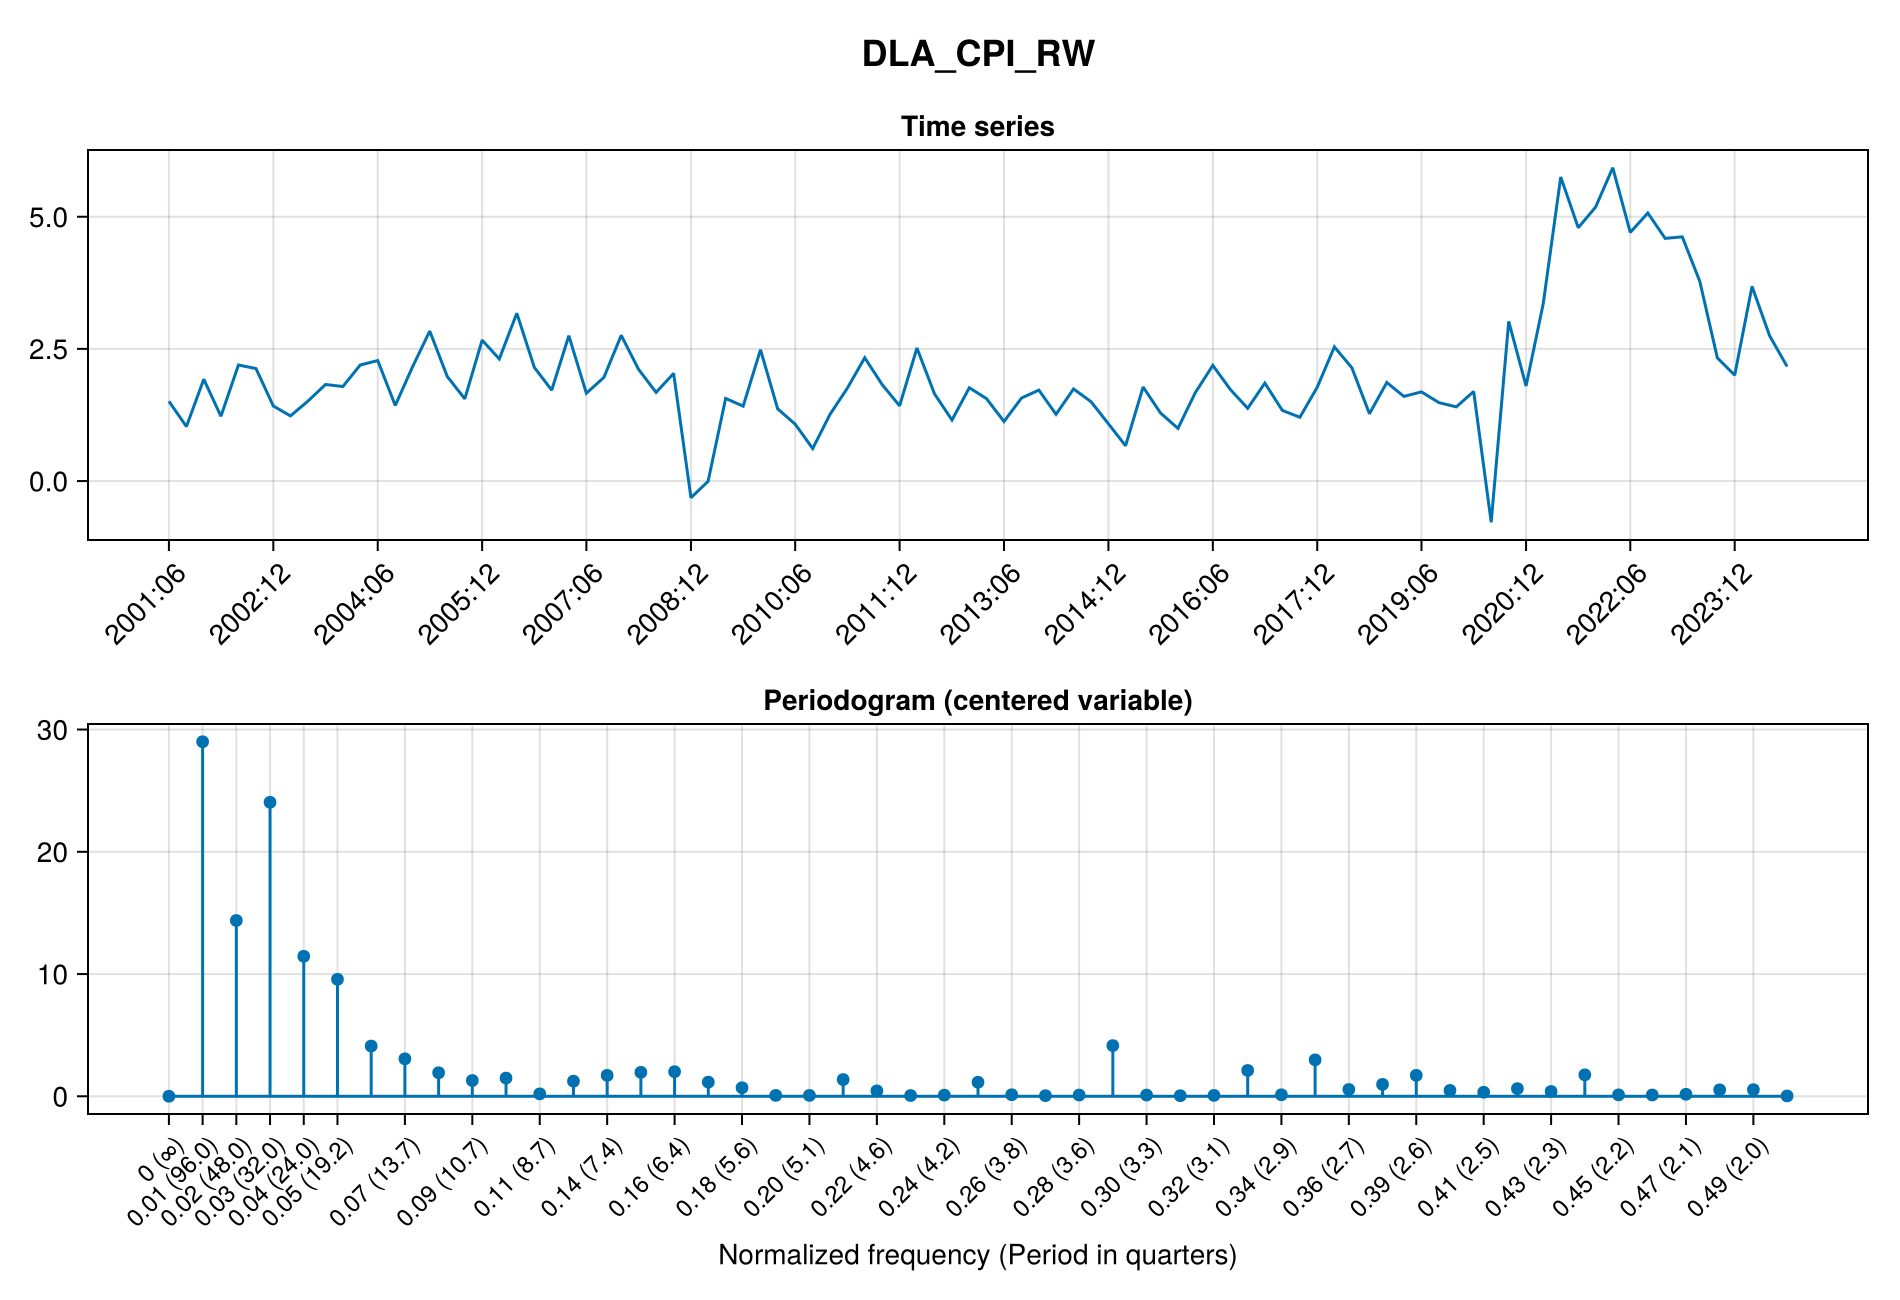 DLA_CPI_RW
Time series
5.0
2.5
0.0
2001:06 2002:12 2004:06 2005:12 2007:06 2008:12 2010:06 2011:12 2013:06 2014:12 2016:06 2017:12 2019:06 2020:12 2022:06 2023:12
Periodogram (centered variable)
30
20
10
0
0 (∞) 0.01 (96.0) 0.02 (48.0) 0.03 (32.0) 0.04 (24.0) 0.05 (19.2) 0.07 (13.7) 0.09 (10.7) 0.11 (8.7) 0.14 (7.4) 0.16 (6.4) 0.18 (5.6) 0.20 (5.1) 0.22 (4.6) 0.24 (4.2) 0.26 (3.8) 0.28 (3.6) 0.30 (3.3) 0.32 (3.1) 0.34 (2.9) 0.36 (2.7) 0.39 (2.6) 0.41 (2.5) 0.43 (2.3) 0.45 (2.2) 0.47 (2.1) 0.49 (2.0)
Normalized frequency (Period in quarters)